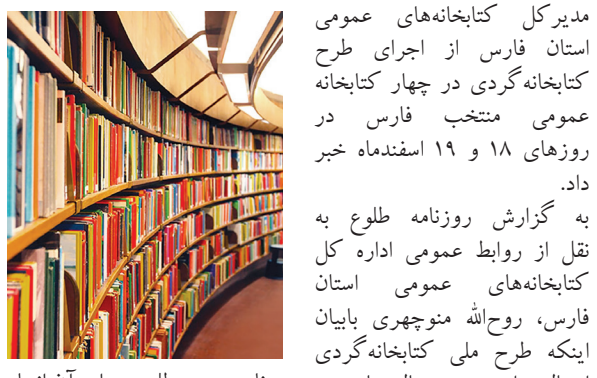 مدیرکل کتابخانه‌های عمومی
استان فارس از اجرای طرح
کتابخانه‌گردی در چهار کتابخانه
عمومی منتخب فارس در
روزهای ۱۸ و ۱۹ اسفندماه خبر
داد.
به گزارش روزنامه طلوع به
نقل از روابط عمومی اداره کل
کتابخانه‌های عمومی استان
فارس، روح‌الله منوچهری بابیان
اینکه طرح ملی کتابخانه‌گردی